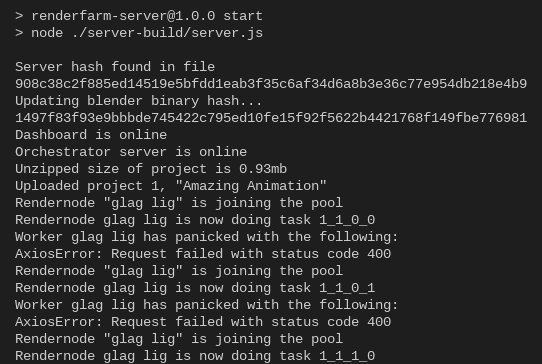 > renderfarm-server@1.0.0 start
> node ./server-build/server.js
Server hash found in file
908c38c2f885ed14519e5bfdd1eab3f35c6af34d6a8b3e36c77e954db218e4b9
Updating blender binary hash...
1497f83f93e9bbbde745422c795ed10fe15f92f5622b4421768f149fbe776981
Dashboard is online
Orchestrator server is online
Unzipped size of project is 0.93mb
Uploaded project 1, "Amazing Animation"
Rendernode "glag lig" is joining the pool
Rendernode glag lig is now doing task 1_1_0_0
Worker glag lig has panicked with the following:
AxiosError: Request failed with status code 400
Rendernode "glag lig" is joining the pool
Rendernode glag lig is now doing task 1_1_0_1
Worker glag lig has panicked with the following:
AxiosError: Request failed with status code 400
Rendernode "glag lig" is joining the pool
Rendernode glag lig is now doing task 1_1_1_0